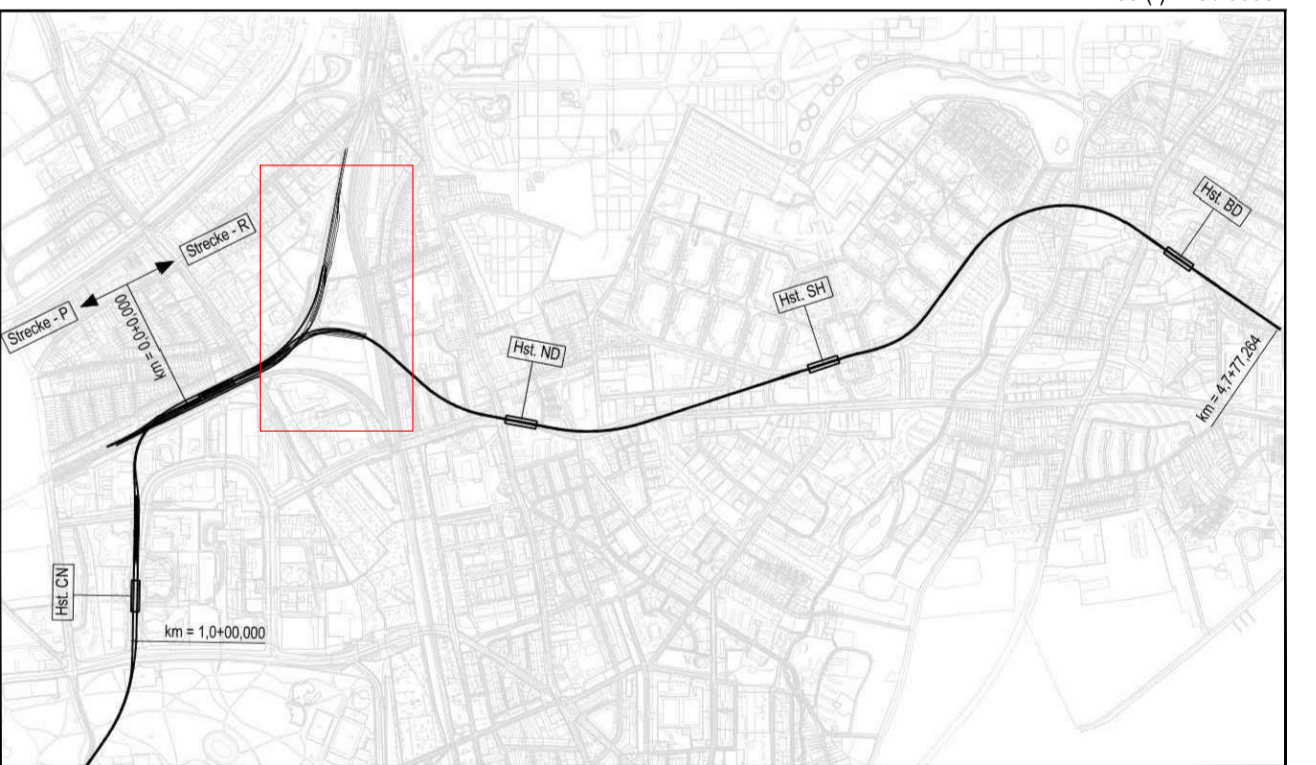 Strecke - R
Strecke - P
km = 0,0+0,000
Hst. BD
Hst. SH
Hst. ND
km = 4,7+77,264
Hst. CN
km = 1,0+00,000